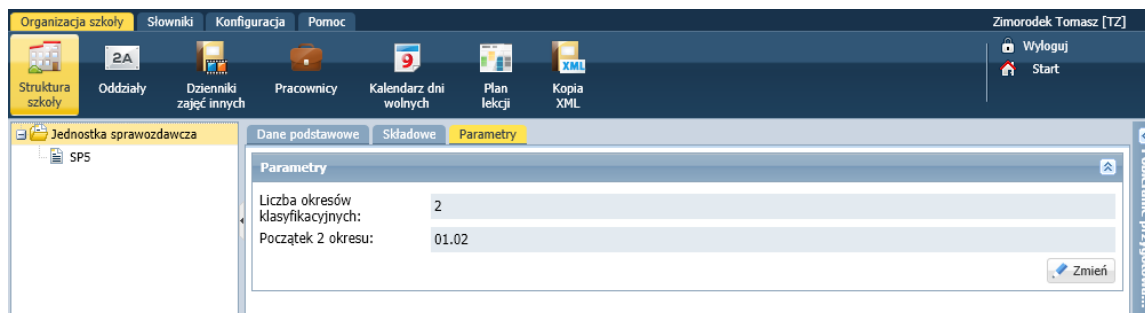 Organizacja szkoły Słowniki Konfiguracja Pomoc Zimorodek Tomasz [TZ]
2A
9
XML
Struktura szkoły
Oddziały
Dzienniki zajęć innych
Pracownicy
Kalendarz dni wolnych
Plan lekcji
Kopia XML
Wyloguj
Start
Jednostka sprawozdawcza
SP5
Dane podstawowe Składowe Parametry
Parametry
Liczba okresów
klasyfikacyjnych:
2
Początek 2 okresu: 01.02
Zmień